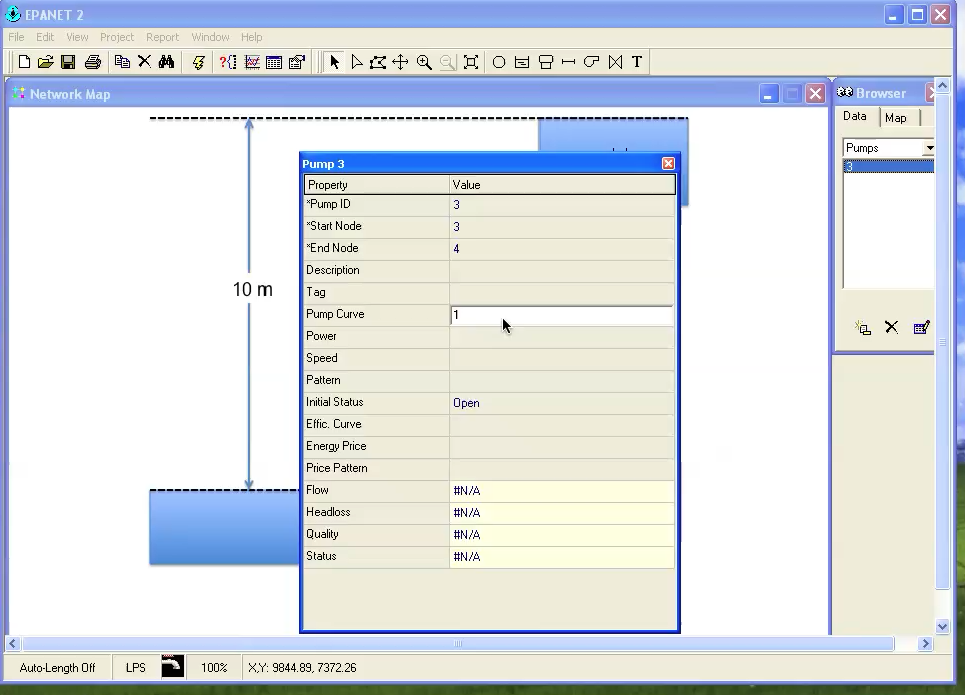 EPANET 2
File Edit View Project Report Window Help
Network Map
Browser
Data Map
Pumps
3
10 m
Pump 3
Property Value
*Pump ID 3
*Start Node 3
*End Node 4
Description
Tag
Pump Curve 1
Power
Speed
Pattern
Initial Status Open
Effic. Curve
Energy Price
Price Pattern
Flow #N/A
Headloss #N/A
Quality #N/A
Status #N/A
Auto-Length Off LPS 100% X,Y: 9844.89, 7372.26